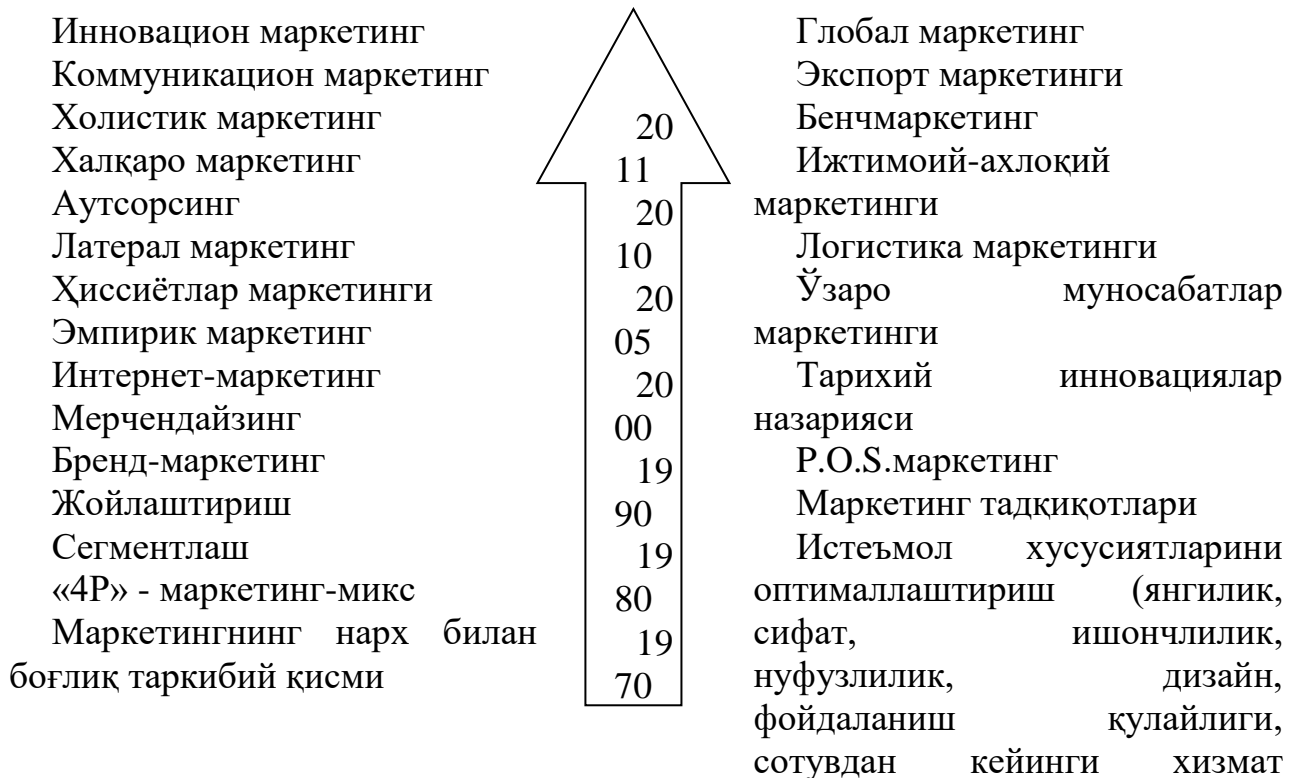 Инновацион маркетинг
Коммуникацион маркетинг
Холистик маркетинг
Халқаро маркетинг
Аутсорсинг
Латерал маркетинг
Ҳиссиётлар маркетинги
Эмпирик маркетинг
Интернет-маркетинг
Мерчендайзинг
Бренд-маркетинг
Жойлаштириш
Сегментлаш
«4Р» - маркетинг-микс
Маркетингнинг нарх билан
боғлиқ таркибий қисми
20
11
20
10
20
05
20
00
19
90
19
80
19
70
Глобал маркетинг
Экспорт маркетинги
Бенчмаркетинг
Ижтимоий-ахлоқий
маркетинги
Логистика маркетинги
Ўзаро муносабатлар
маркетинги
Тарихий инновациялар
назарияси
P.O.S.маркетинг
Маркетинг тадқиқотлари
Истеъмол хусусиятларини
оптималлаштириш (янгилик,
сифат, ишончлилик,
нуфузлилик, дизайн,
фойдаланиш қулайлиги,
сотувдан кейинги хизмат